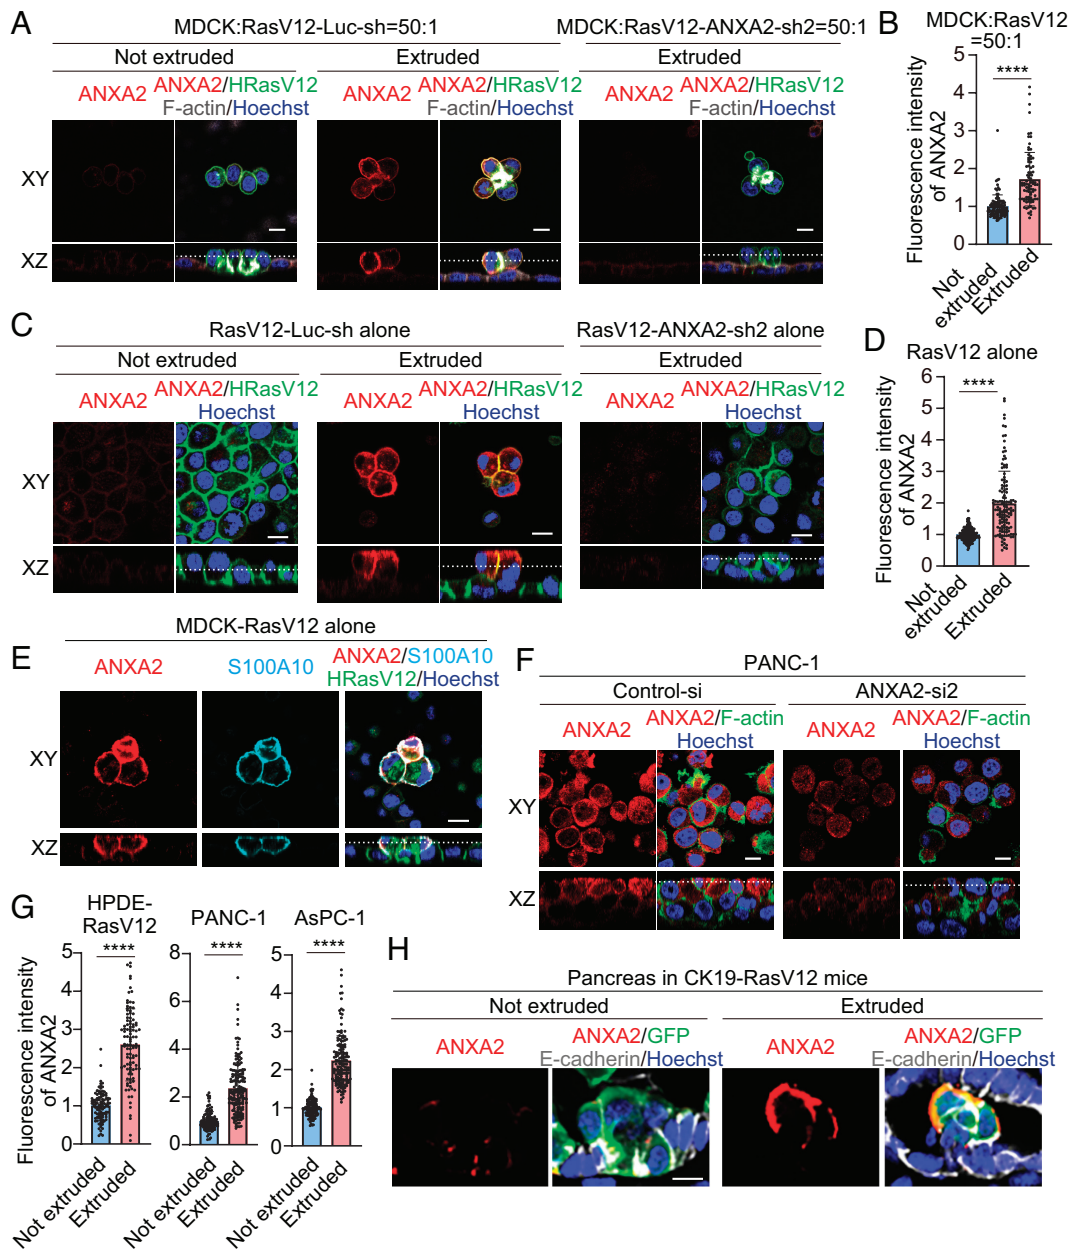 A
MDCK:RasV12-Luc-sh=50:1
MDCK:RasV12-ANXA2-sh2=50:1
Not extruded
Extruded
Extruded
ANXA2
ANXA2/HRasV12
F-actin/Hoechst
ANXA2
ANXA2/HRasV12
F-actin/Hoechst
ANXA2
ANXA2/HRasV12
F-actin/Hoechst
XY
XZ
B
MDCK:RasV12
=50:1
Fluorescence intensity
of ANXA2
5
4
3
2
1
0
****
Not
extruded
Extruded
C
RasV12-Luc-sh alone
RasV12-ANXA2-sh2 alone
Not extruded
Extruded
Extruded
ANXA2
ANXA2/HRasV12
Hoechst
ANXA2
ANXA2/HRasV12
Hoechst
ANXA2
ANXA2/HRasV12
Hoechst
XY
XZ
D
RasV12 alone
Fluorescence intensity
of ANXA2
6
5
4
3
2
1
0
****
Not
extruded
Extruded
E
MDCK-RasV12 alone
ANXA2
S100A10
ANXA2/S100A10
HRasV12/Hoechst
XY
XZ
F
PANC-1
Control-si
ANXA2-si2
ANXA2
ANXA2/F-actin
Hoechst
ANXA2
ANXA2/F-actin
Hoechst
XY
XZ
G
Fluorescence intensity
of ANXA2
HPDE-
RasV12
5
4
3
2
1
0
****
Not extruded
Extruded
PANC-1
8
6
4
2
0
****
Not extruded
Extruded
AsPC-1
5
4
3
2
1
0
****
Not extruded
Extruded
H
Pancreas in CK19-RasV12 mice
Not extruded
Extruded
ANXA2
ANXA2/GFP
E-cadherin/Hoechst
ANXA2
ANXA2/GFP
E-cadherin/Hoechst